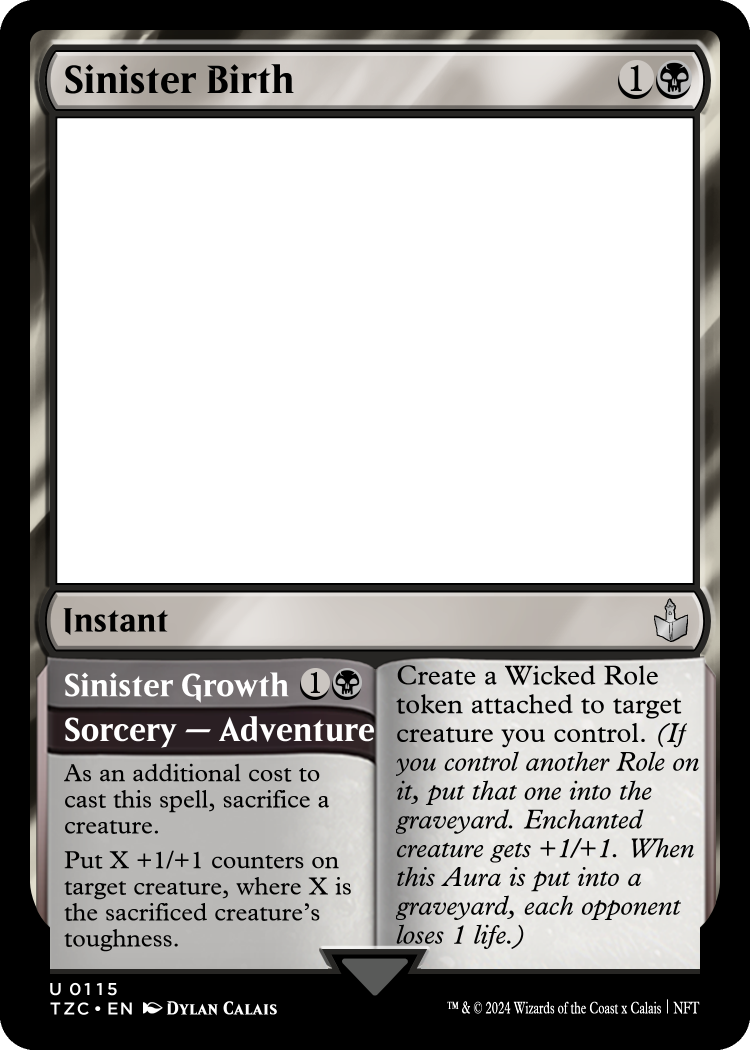 Sinister Birth 1
Instant
Sinister Growth 1
Sorcery — Adventure
As an additional cost to
cast this spell, sacrifice a
creature.
Put X +1/+1 counters on
target creature, where X is
the sacrificed creature's
toughness.
Create a Wicked Role
token attached to target
creature you control. (If
you control another Role on
it, put that one into the
graveyard. Enchanted
creature gets +1/+1. When
this Aura is put into a
graveyard, each opponent
loses 1 life.)
U 0115
TZC • EN Dylan Calais
™ & © 2024 Wizards of the Coast x Calais | NFT